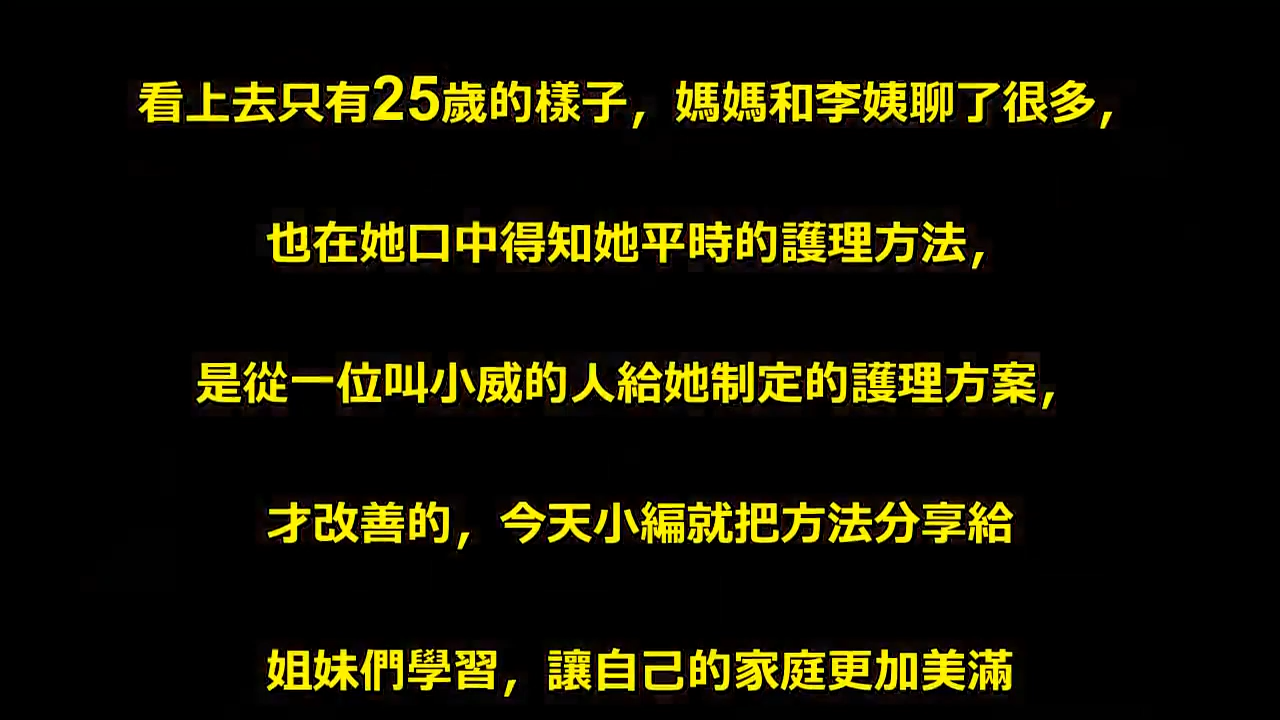 看上去只有25歲的樣子，媽媽和李姨聊了很多，
也在她口中得知她平時的護理方法，
是從一位叫小威的人給她制定的護理方案，
才改善的，今天小編就把方法分享給
姐妹們學習，讓自己的家庭更加美滿